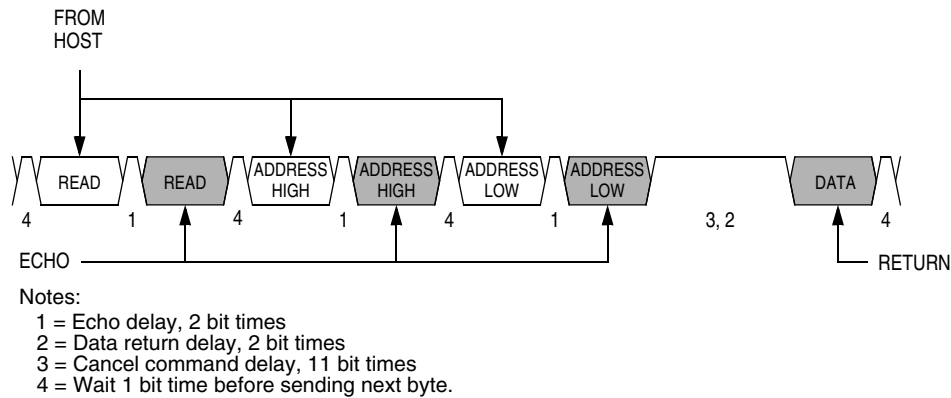 FROM
HOST
READ
READ
ADDRESS
HIGH
ADDRESS
HIGH
ADDRESS
LOW
ADDRESS
LOW
DATA
4
1
4
1
4
1
3, 2
4
ECHO
RETURN
Notes:
1 = Echo delay, 2 bit times
2 = Data return delay, 2 bit times
3 = Cancel command delay, 11 bit times
4 = Wait 1 bit time before sending next byte.